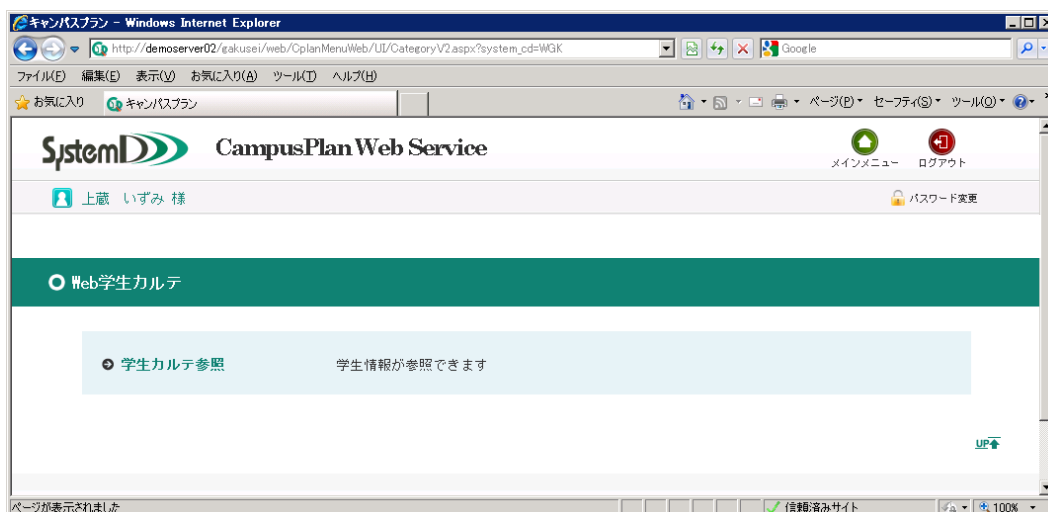 キャンパスプラン - Windows Internet Explorer
http://demoserver02/gakusei/web/CplanMenuWeb/UI/CategoryV2.aspx?system_cd=WGK
Google
ファイル(F) 編集(E) 表示(V) お気に入り(A) ツール(T) ヘルプ(H)
お気に入り キャンパスプラン ページ(P) セーフティ(S) ツール(O)
SystemD CampusPlan Web Service
メインメニュー ログアウト
上蔵 いずみ 様 パスワード変更
Web学生カルテ
学生カルテ参照 学生情報が参照できます
UP
ページが表示されました 信頼済みサイト 100%